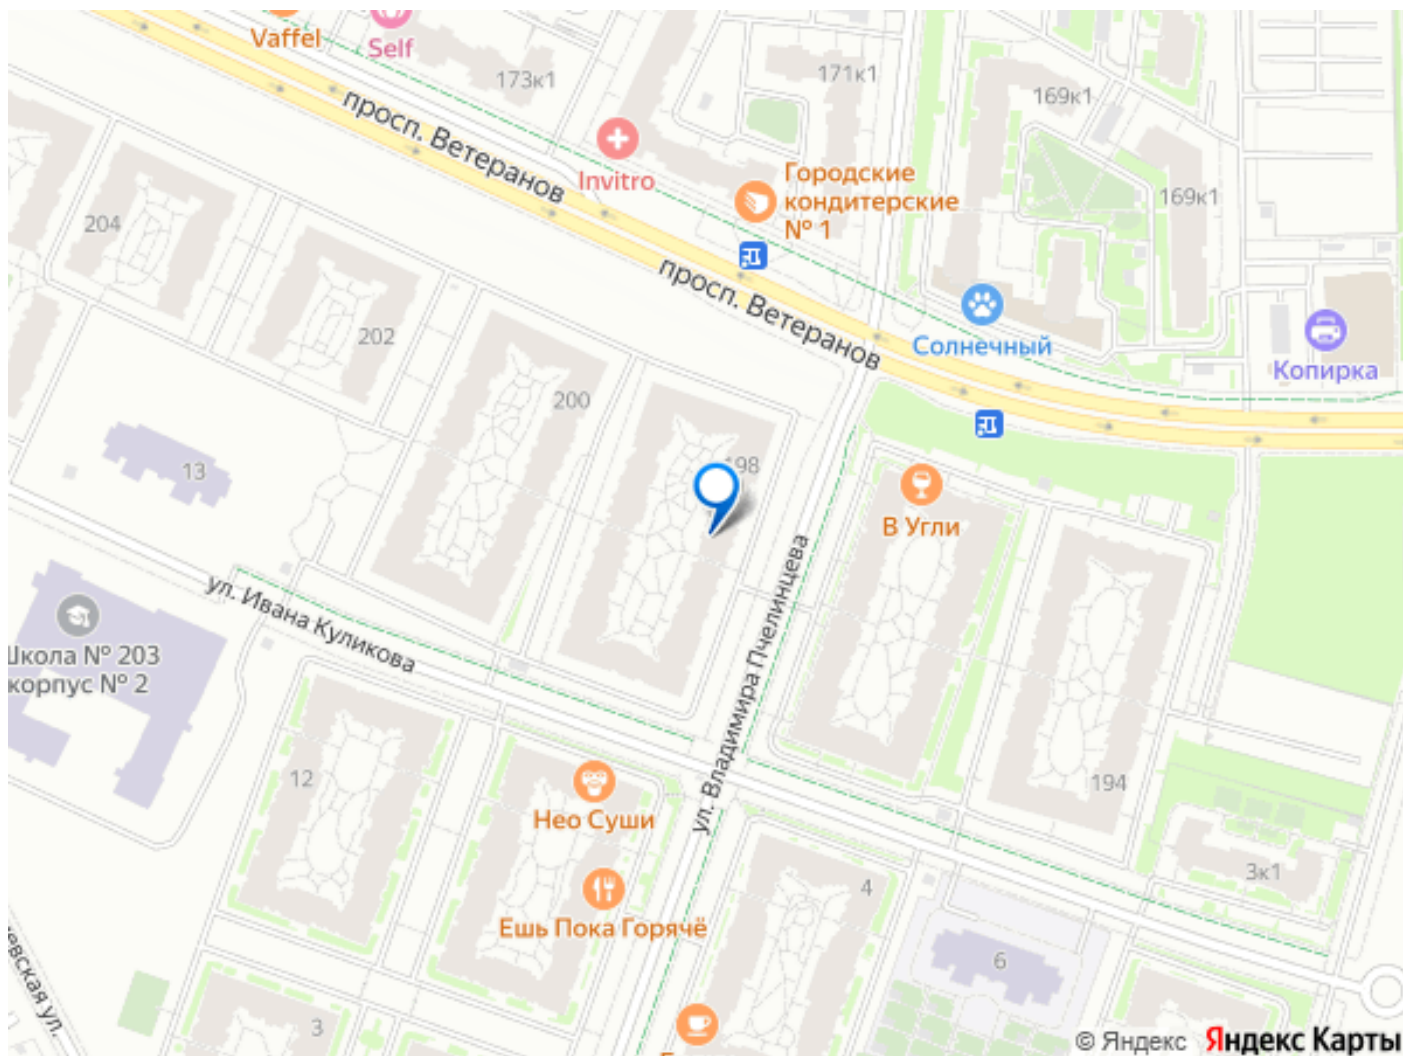 Vaffel
Self
173к1
171к1
169к1
просп. Ветеранов
Invitro
Городские
кондитерские
№ 1
169к1
204
просп. Ветеранов
202
Солнечный
Копирка
200
198
13
В Угли
ул. Ивана Куликова
ул. Владимира Пчелинцева
Школа № 203
корпус № 2
12
194
Нео Суши
3к1
4
Ешь Пока Горячё
6
3
© Яндекс Яндекс Карты